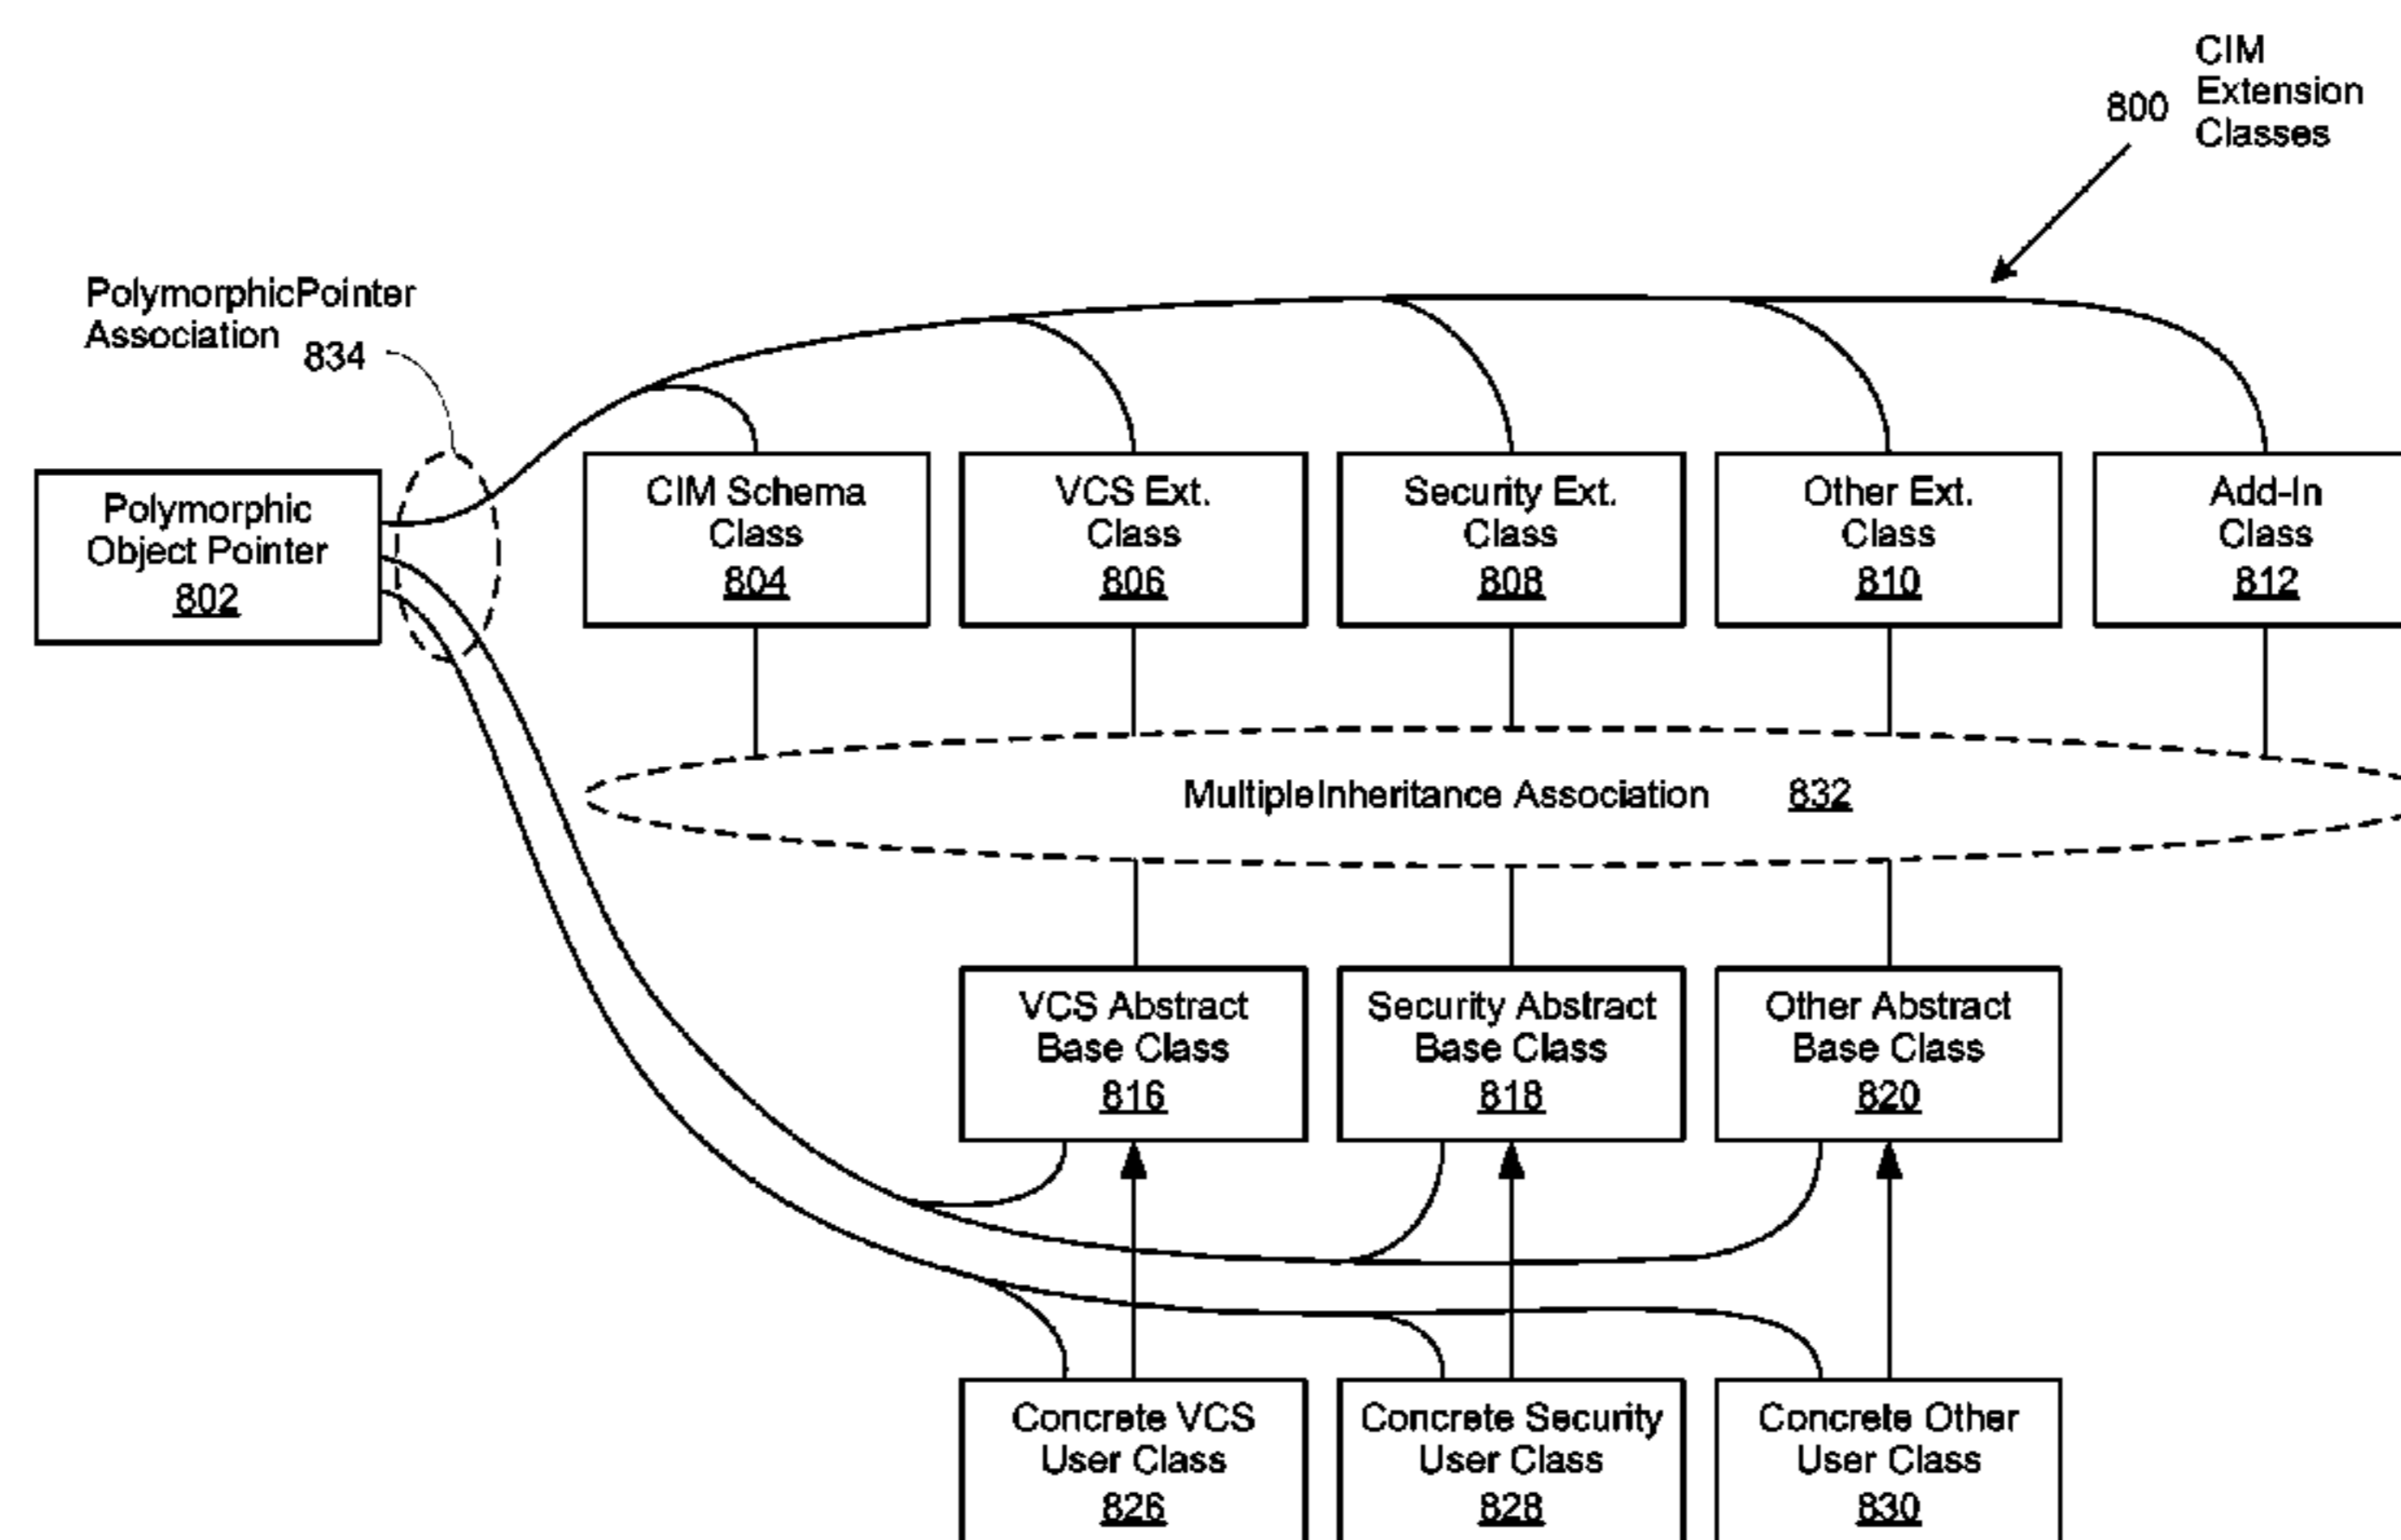 CIM
800 Extension
Classes
PolymorphicPointer
Association
834
Polymorphic
Object Pointer
802
CIM Schema
Class
804
VCS Ext.
Class
806
Security Ext.
Class
808
Other Ext.
Class
810
Add-In
Class
812
MultipleInheritance Association 832
VCS Abstract
Base Class
816
Security Abstract
Base Class
818
Other Abstract
Base Class
820
Concrete VCS
User Class
826
Concrete Security
User Class
828
Concrete Other
User Class
830